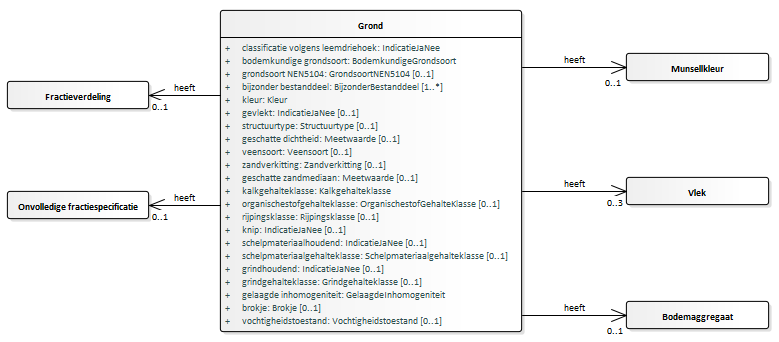 Grond
+ classificatie volgens leemdriehoek: IndicatieJaNee
+ bodemkundige grondsoort: BodemkundigeGrondsoort
+ grondsoort NEN5104: GrondsoortNEN5104 [0..1]
+ bijzonder bestanddeel: BijzonderBestanddeel [1..*]
+ kleur: Kleur
+ gevlekt: IndicatieJaNee [0..1]
+ structuurtype: Structuurtype [0..1]
+ geschatte dichtheid: Meetwaarde [0..1]
+ veensoort: Veensoort [0..1]
+ zandverkitting: Zandverkitting [0..1]
+ geschatte zandmediaan: Meetwaarde [0..1]
+ kalkgehalteklasse: Kalkgehalteklasse
+ organischestofgehalteklasse: OrganischestofGehalteKlasse [0..1]
+ rijpingsklasse: Rijpingsklasse [0..1]
+ knip: IndicatieJaNee [0..1]
+ schelpmateriaalhoudend: IndicatieJaNee [0..1]
+ schelpmateriaalgehalteklasse: Schelpmateriaalgehalteklasse [0..1]
+ grindhoudend: IndicatieJaNee [0..1]
+ grindgehalteklasse: Grindgehalteklasse [0..1]
+ gelaagde inhomogeniteit: GelaagdeInhomogeniteit
+ brokje: Brokje [0..1]
+ vochtigheidstoestand: Vochtigheidstoestand [0..1]
heeft
0..1
Fractieverdeling
heeft
0..1
Onvolledige fractiespecificatie
heeft
0..1
Munsellkleur
heeft
0..3
Vlek
heeft
0..1
Bodemaggregaat